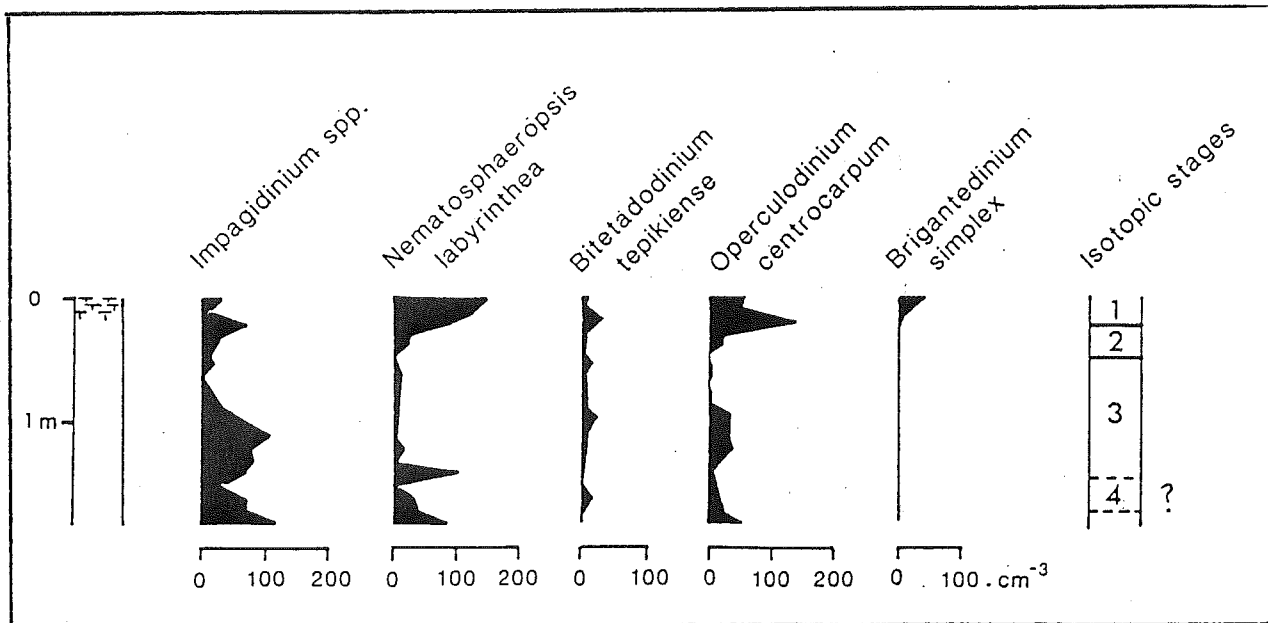 Impagidinium spp.
Nematosphaeropsis
labyrinthea
Bitetadodinium
tepikiense
Operculodinium
centrocarpum
Brigantedinium
simplex
Isotopic stages
0
1m
1
2
3
4 ?
0 100 200
0 100 200
0 100
0 100 200
0 100 . cm-3